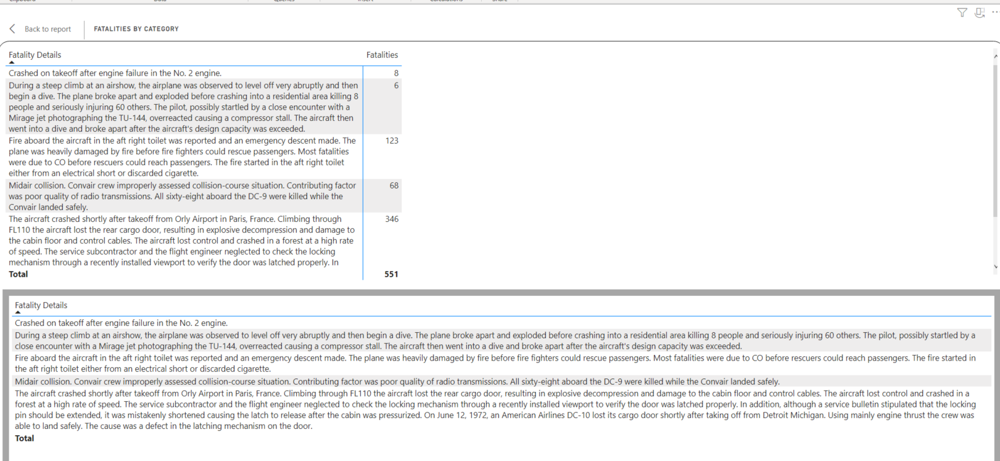 Clipboard Data Queries Insert Calculations Share
Back to report FATALITIES BY CATEGORY
Fatality Details Fatalities
Crashed on takeoff after engine failure in the No. 2 engine. 8
During a steep climb at an airshow, the airplane was observed to level off very abruptly and then 6
begin a dive. The plane broke apart and exploded before crashing into a residential area killing 8
people and seriously injuring 60 others. The pilot, possibly startled by a close encounter with a
Mirage jet photographing the TU-144, overreacted causing a compressor stall. The aircraft then
went into a dive and broke apart after the aircraft's design capacity was exceeded.
Fire aboard the aircraft in the aft right toilet was reported and an emergency descent made. The 123
plane was heavily damaged by fire before fire fighters could rescue passengers. Most fatalities
were due to CO before rescuers could reach passengers. The fire started in the aft right toilet
either from an electrical short or discarded cigarette.
Midair collision. Convair crew improperly assessed collision-course situation. Contributing factor 68
was poor quality of radio transmissions. All sixty-eight aboard the DC-9 were killed while the
Convair landed safely.
The aircraft crashed shortly after takeoff from Orly Airport in Paris, France. Climbing through 346
FL110 the aircraft lost the rear cargo door, resulting in explosive decompression and damage to
the cabin floor and control cables. The aircraft lost control and crashed in a forest at a high rate
of speed. The service subcontractor and the flight engineer neglected to check the locking
mechanism through a recently installed viewport to verify the door was latched properly. In
Total 551
Fatality Details
Crashed on takeoff after engine failure in the No. 2 engine.
During a steep climb at an airshow, the airplane was observed to level off very abruptly and then begin a dive. The plane broke apart and exploded before crashing into a residential area killing 8 people and seriously injuring 60 others. The pilot, possibly startled by a
close encounter with a Mirage jet photographing the TU-144, overreacted causing a compressor stall. The aircraft then went into a dive and broke apart after the aircraft's design capacity was exceeded.
Fire aboard the aircraft in the aft right toilet was reported and an emergency descent made. The plane was heavily damaged by fire before fire fighters could rescue passengers. Most fatalities were due to CO before rescuers could reach passengers. The fire started in
the aft right toilet either from an electrical short or discarded cigarette.
Midair collision. Convair crew improperly assessed collision-course situation. Contributing factor was poor quality of radio transmissions. All sixty-eight aboard the DC-9 were killed while the Convair landed safely.
The aircraft crashed shortly after takeoff from Orly Airport in Paris, France. Climbing through FL110 the aircraft lost the rear cargo door, resulting in explosive decompression and damage to the cabin floor and control cables. The aircraft lost control and crashed in a
forest at a high rate of speed. The service subcontractor and the flight engineer neglected to check the locking mechanism through a recently installed viewport to verify the door was latched properly. In addition, although a service bulletin stipulated that the locking
pin should be extended, it was mistakenly shortened causing the latch to release after the cabin was pressurized. On June 12, 1972, an American Airlines DC-10 lost its cargo door shortly after taking off from Detroit Michigan. Using mainly engine thrust the crew was
able to land safely. The cause was a defect in the latching mechanism on the door.
Total